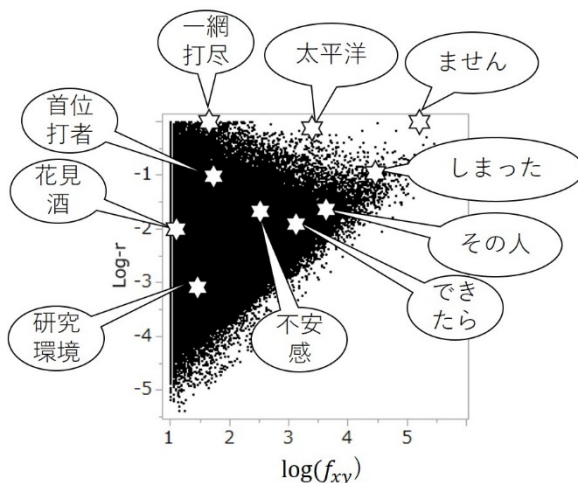 一網
打尽
太平洋
ません
首位
打者
しまった
花見
酒
その人
研究
環境
不安
感
でき
たら
Log-r
-1
-2
-3
-4
-5
1
2
3
4
5
log(fxy)